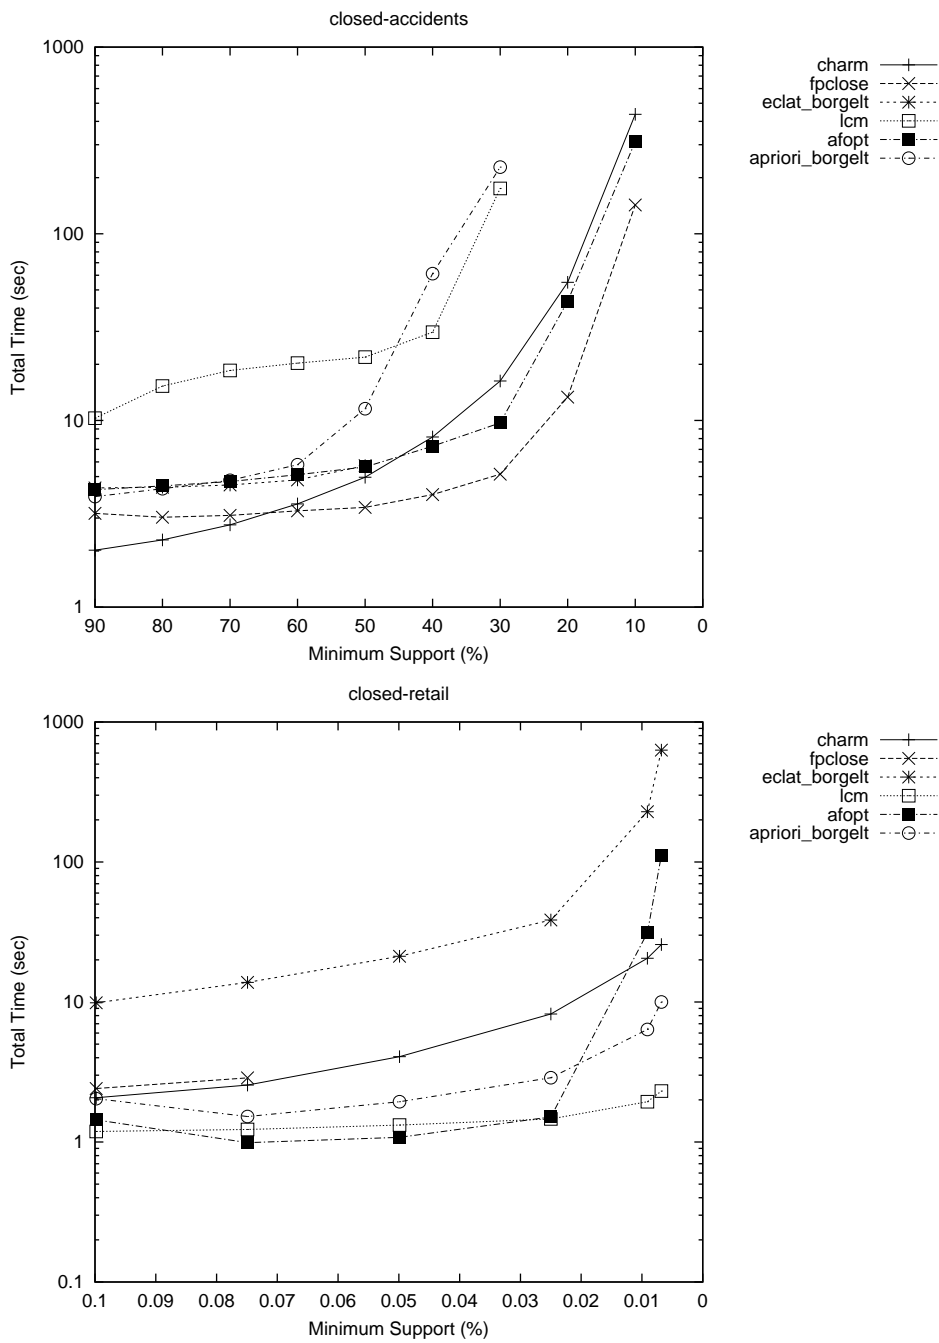 closed-accidents
1000
100
10
1
Total Time (sec)
90 80 70 60 50 40 30 20 10 0
Minimum Support (%)
charm
fpclose
eclat_borgelt
lcm
afopt
apriori_borgelt
closed-retail
1000
100
10
1
0.1
Total Time (sec)
0.1 0.09 0.08 0.07 0.06 0.05 0.04 0.03 0.02 0.01 0
Minimum Support (%)
charm
fpclose
eclat_borgelt
lcm
afopt
apriori_borgelt